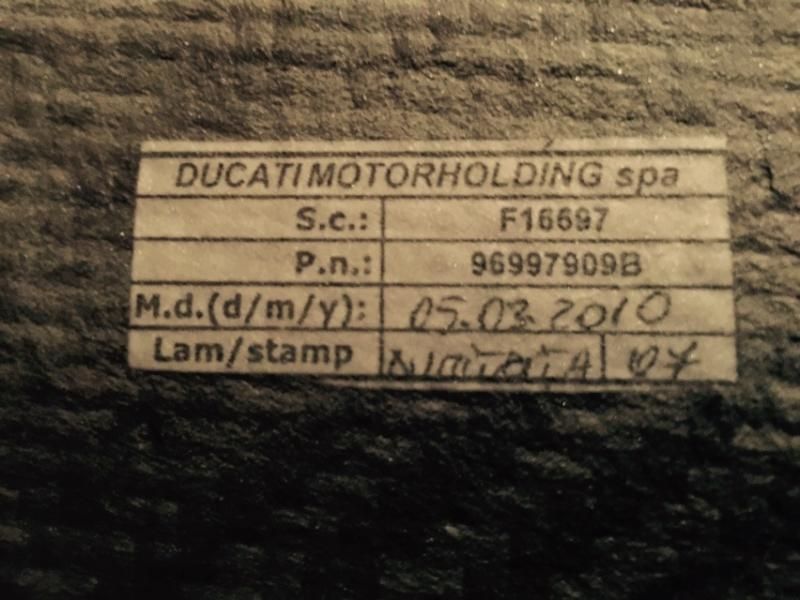 DUCATI MOTORHOLDING spa
S.c.: F16697
P.n.: 96997909B
M.d.(d/m/y): 05.03.2010
Lam/stamp 07